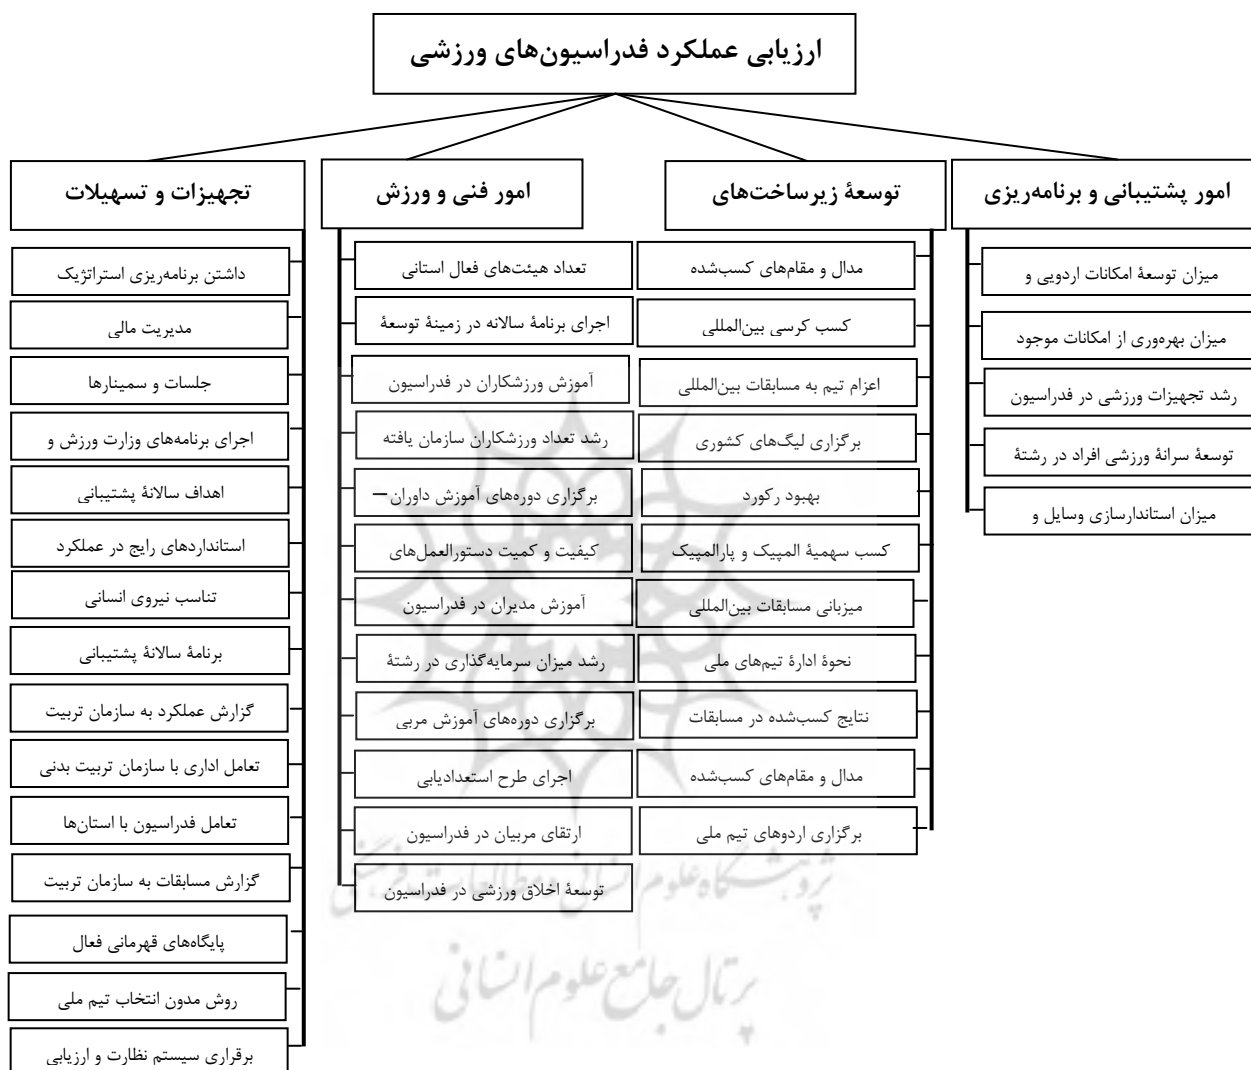 ارزیابی عملکرد فدراسیون‌های ورزشی
امور پشتیبانی و برنامه‌ریزی
میزان توسعهٔ امکانات اردویی و
میزان بهره‌وری از امکانات موجود
رشد تجهیزات ورزشی در فدراسیون
توسعهٔ سرانهٔ ورزشی افراد در رشتهٔ
میزان استاندارسازی وسایل و
توسعهٔ زیرساخت‌های
مدال و مقام‌های کسب‌شده
کسب کرسی بین‌المللی
اعزام تیم به مسابقات بین‌المللی
برگزاری لیگ‌های کشوری
بهبود رکورد
کسب سهمیهٔ المپیک و پارالمپیک
میزبانی مسابقات بین‌المللی
نحوهٔ ادارهٔ تیم‌های ملی
نتایج کسب‌شده در مسابقات
مدال و مقام‌های کسب‌شده
برگزاری اردوهای تیم ملی
امور فنی و ورزش
تعداد هیئت‌های فعال استانی
اجرای برنامهٔ سالانه در زمینهٔ توسعهٔ
آموزش ورزشکاران در فدراسیون
رشد تعداد ورزشکاران سازمان یافته
برگزاری دوره‌های آموزش داوران –
کیفیت و کمیت دستورالعمل‌های
آموزش مدیران در فدراسیون
رشد میزان سرمایه‌گذاری در رشتهٔ
برگزاری دوره‌های آموزش مربی
اجرای طرح استعدادیابی
ارتقای مربیان در فدراسیون
توسعهٔ اخلاق ورزشی در فدراسیون
تجهیزات و تسهیلات
داشتن برنامه‌ریزی استراتژیک
مدیریت مالی
جلسات و سمینارها
اجرای برنامه‌های وزارت ورزش و
اهداف سالانهٔ پشتیبانی
استانداردهای رایج در عملکرد
تناسب نیروی انسانی
برنامهٔ سالانهٔ پشتیبانی
گزارش عملکرد به سازمان تربیت
تعامل اداری با سازمان تربیت بدنی
تعامل فدراسیون با استان‌ها
گزارش مسابقات به سازمان تربیت
پایگاه‌های قهرمانی فعال
روش مدون انتخاب تیم ملی
برقراری سیستم نظارت و ارزیابی
پژوهشگاه علوم انسانی و مطالعات فرهنگی
پرتال جامع علوم انسانی